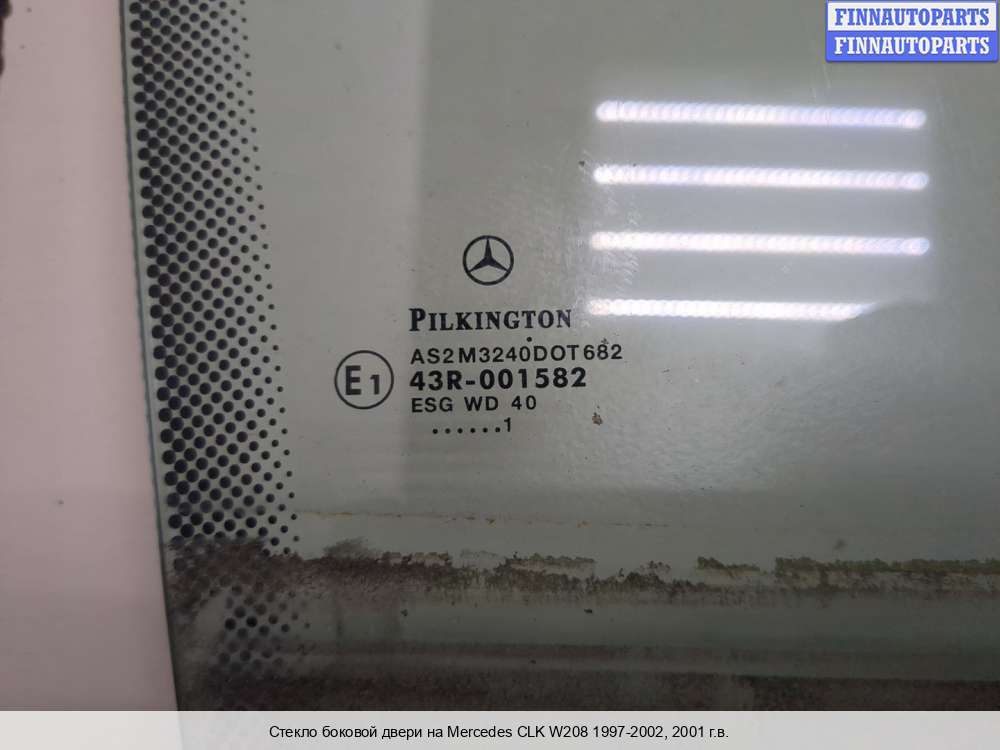 FINNAUTOPARTS
FINNAUTOPARTS
PILKINGTON
AS2M3240DOT682
E1
43R-001582
ESG WD 40
......1
Стекло боковой двери на Mercedes CLK W208 1997-2002, 2001 г.в.